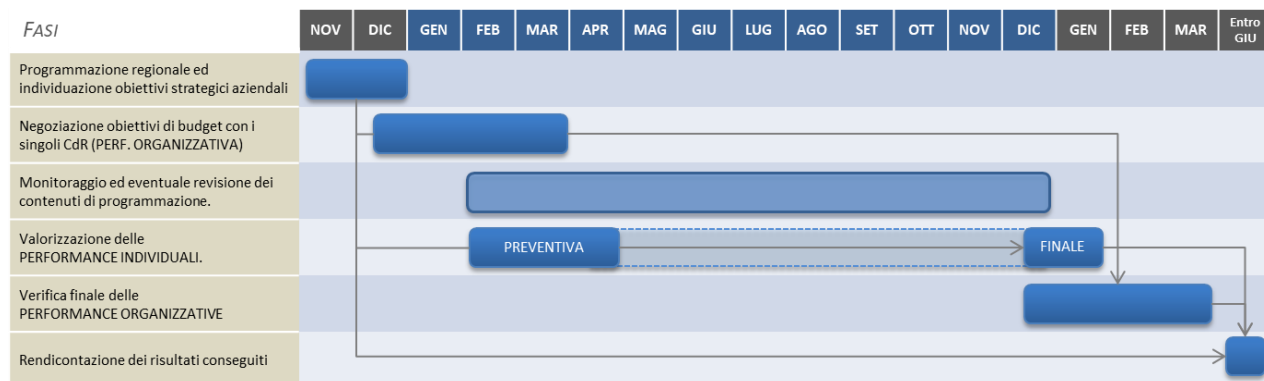 FASI NOV DIC GEN FEB MAR APR MAG GIU LUG AGO SET OTT NOV DIC GEN FEB MAR Entro
GIU
Programmazione regionale ed
individuazione obiettivi strategici aziendali
Negoziazione obiettivi di budget con i
singoli CdR (PERF. ORGANIZZATIVA)
Monitoraggio ed eventuale revisione dei
contenuti di programmazione.
Valorizzazione delle
PERFORMANCE INDIVIDUALI.
PREVENTIVA FINALE
Verifica finale delle
PERFORMANCE ORGANIZZATIVE
Rendicontazione dei risultati conseguiti